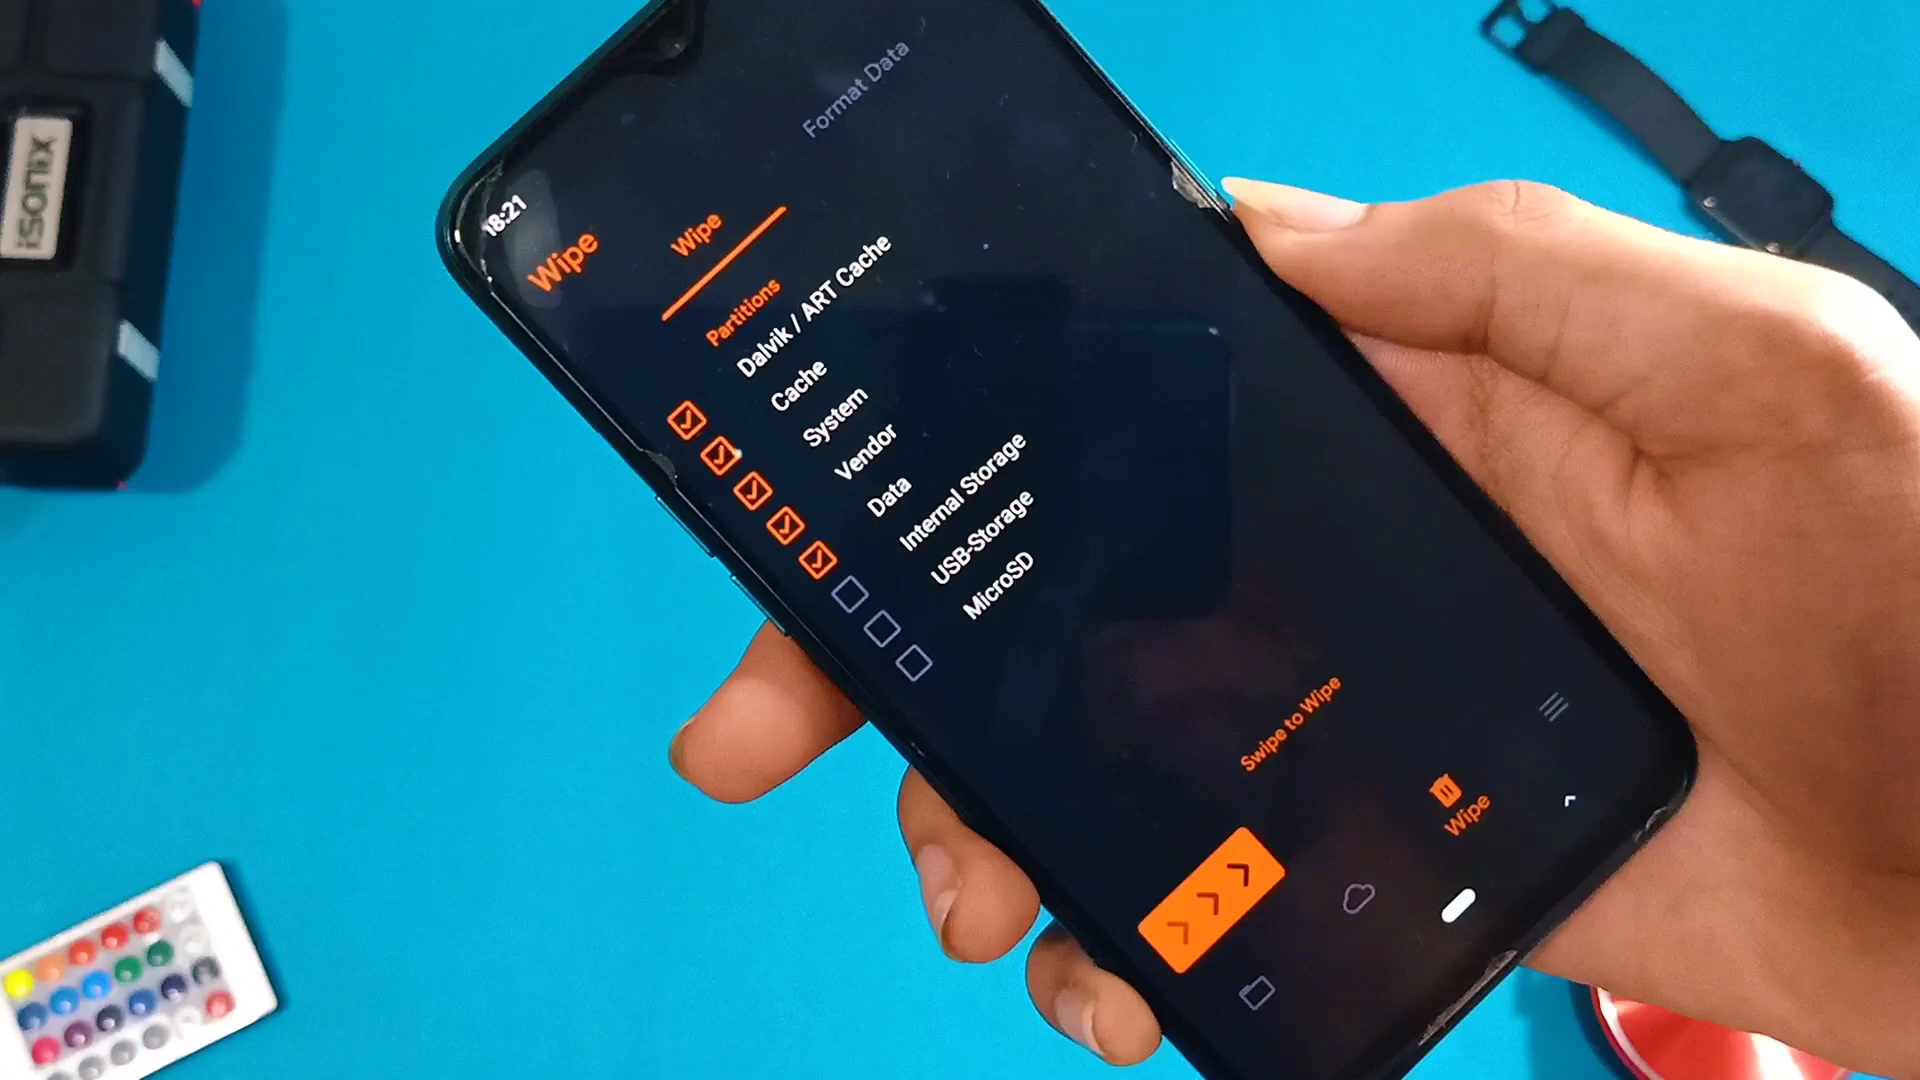 iSONiX
18:21
Wipe
Wipe
Format Data
Partitions
Dalvik / ART Cache
Cache
System
Vendor
Data
Internal Storage
USB-Storage
MicroSD
Swipe to Wipe
Wipe